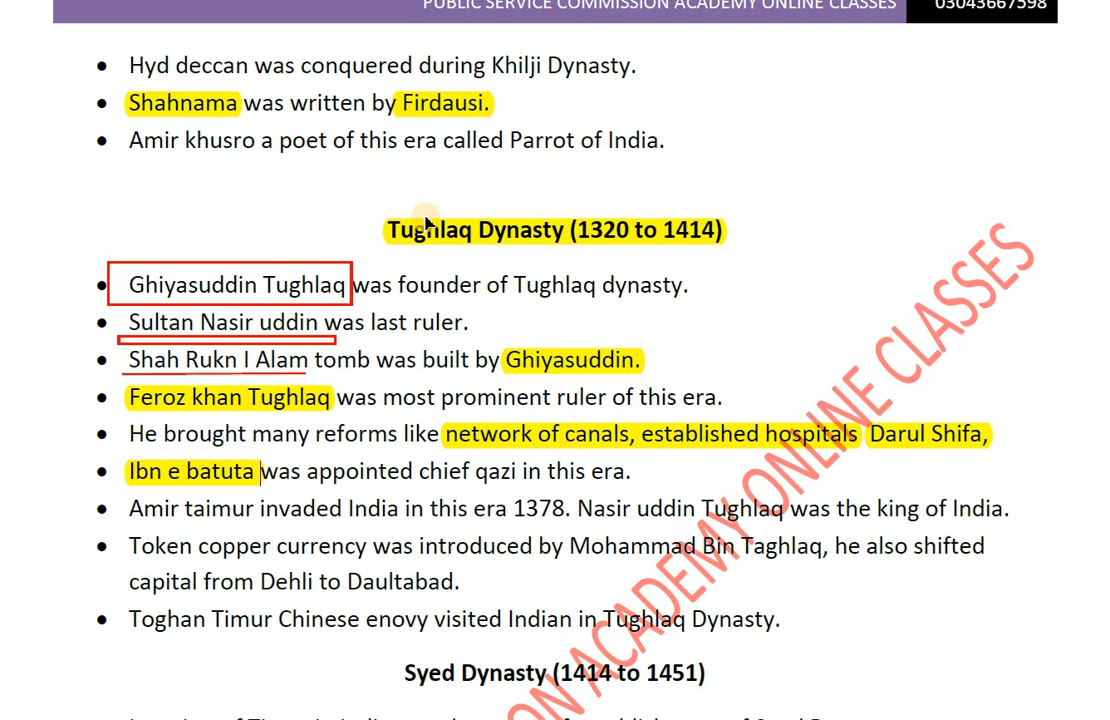 PUBLIC SERVICE COMMISSION ACADEMY ONLINE CLASSES 03043667598
• Hyd deccan was conquered during Khilji Dynasty.
• Shahnama was written by Firdausi.
• Amir khusro a poet of this era called Parrot of India.
Tughlaq Dynasty (1320 to 1414)
• Ghiyasuddin Tughlaq was founder of Tughlaq dynasty.
• Sultan Nasir uddin was last ruler.
• Shah Rukn I Alam tomb was built by Ghiyasuddin.
• Feroz khan Tughlaq was most prominent ruler of this era.
• He brought many reforms like network of canals, established hospitals Darul Shifa,
• Ibn e batuta was appointed chief qazi in this era.
• Amir taimur invaded India in this era 1378. Nasir uddin Tughlaq was the king of India.
• Token copper currency was introduced by Mohammad Bin Taghlaq, he also shifted
capital from Dehli to Daultabad.
• Toghan Timur Chinese enovy visited Indian in Tughlaq Dynasty.
Syed Dynasty (1414 to 1451)
ON ACADEMY ONLINE CLASSES